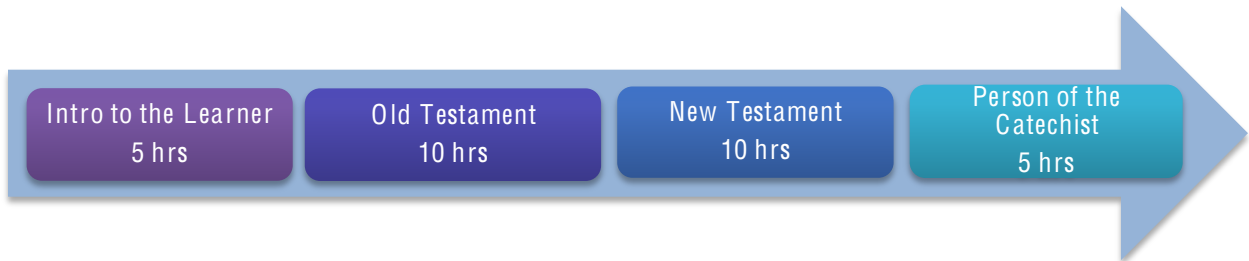 Intro to the Learner
5 hrs
Old Testament
10 hrs
New Testament
10 hrs
Person of the
Catechist
5 hrs